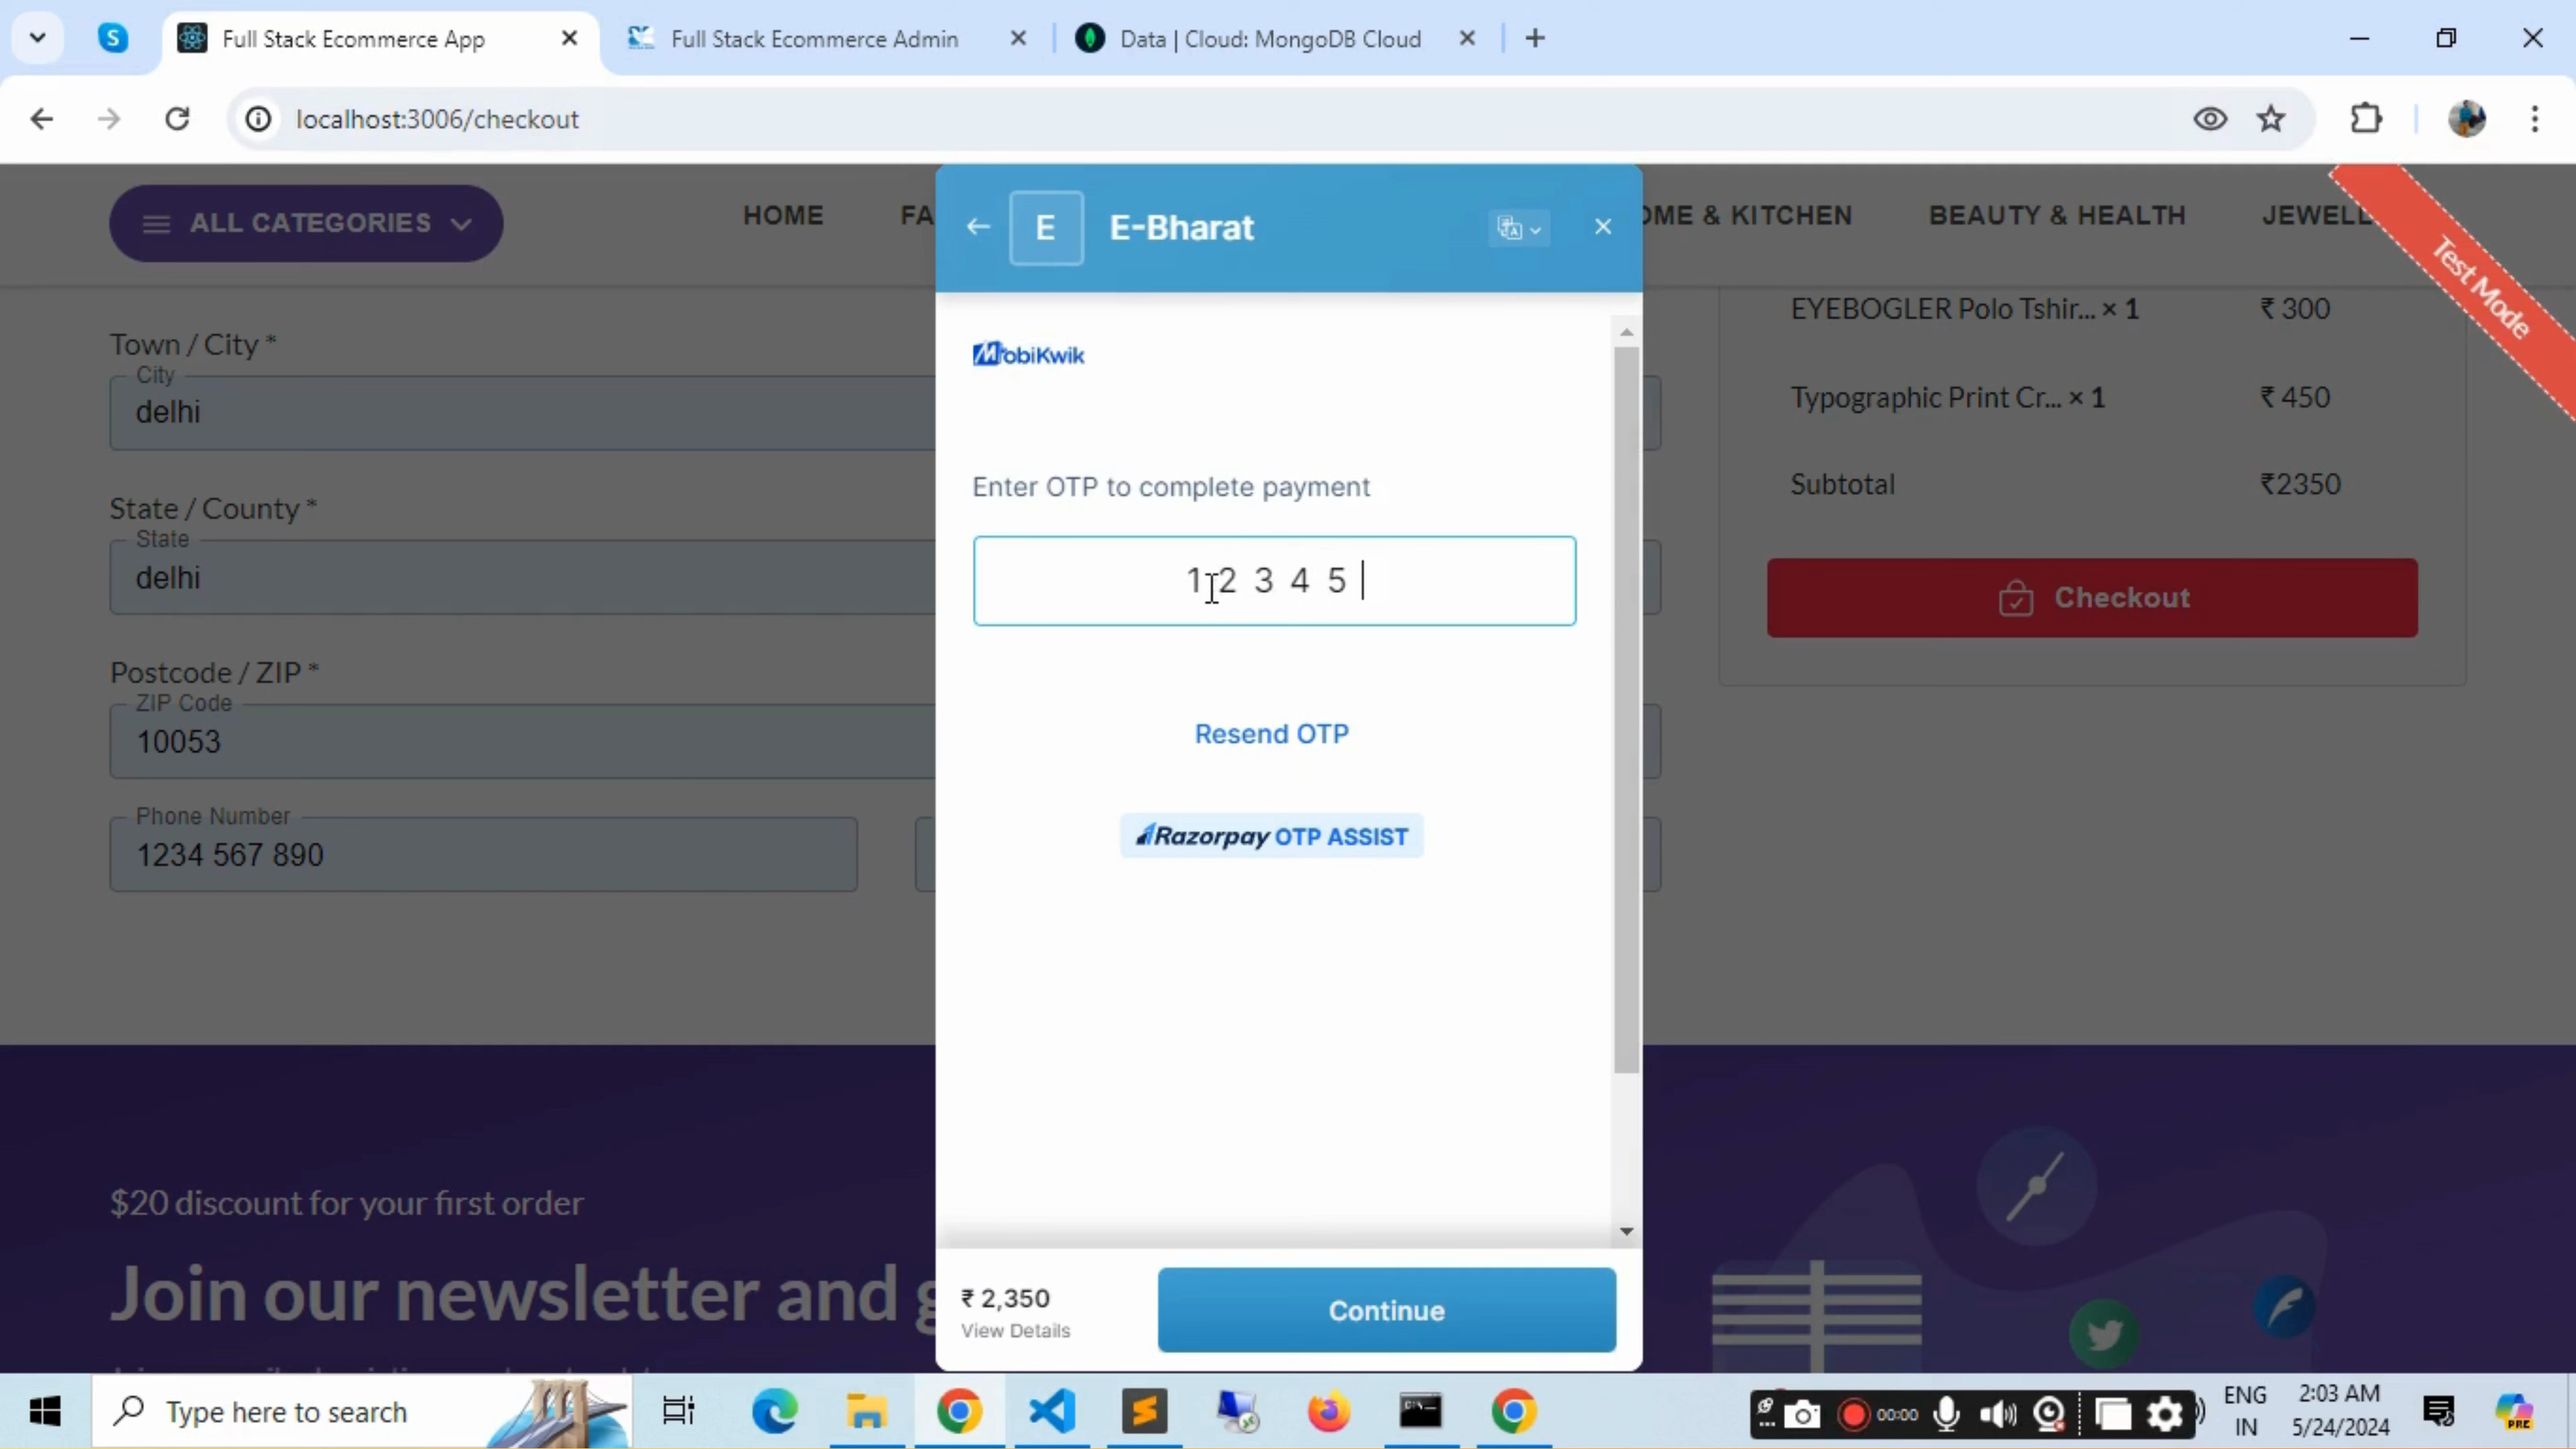 Full Stack Ecommerce App
Full Stack Ecommerce Admin
Data | Cloud: MongoDB Cloud
localhost:3006/checkout
ALL CATEGORIES
HOME
FA
OME & KITCHEN
BEAUTY & HEALTH
JEWELL
Test Mode
E
E-Bharat
MobiKwik
Enter OTP to complete payment
1 2 3 4 5
Resend OTP
Razorpay OTP ASSIST
₹ 2,350
View Details
Continue
Town / City *
City
delhi
State / County *
State
delhi
Postcode / ZIP *
ZIP Code
10053
Phone Number
1234 567 890
EYEBOGLER Polo Tshir... × 1 ₹ 300
Typographic Print Cr... × 1 ₹ 450
Subtotal ₹2350
Checkout
$20 discount for your first order
Join our newsletter and g
Type here to search
00:00
ENG
IN
2:03 AM
5/24/2024
PRE